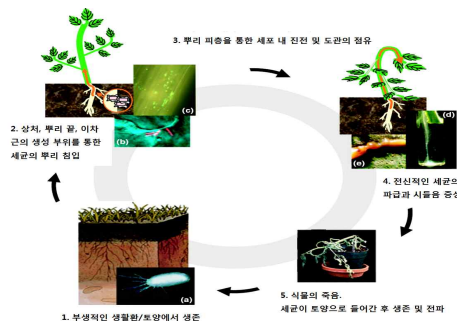 3. 뿌리 피층을 통한 세포 내 진전 및 도관의 점유
(c)
(b)
2. 상처, 뿌리 끝, 이차
근의 생성 부위를 통한
세균의 뿌리 침입
(d)
(e)
4. 전신적인 세균의
파급과 시들음 증상
(a)
1. 부생적인 생활환/토양에서 생존
5. 식물의 죽음.
세균이 토양으로 들어간 후 생존 및 전파